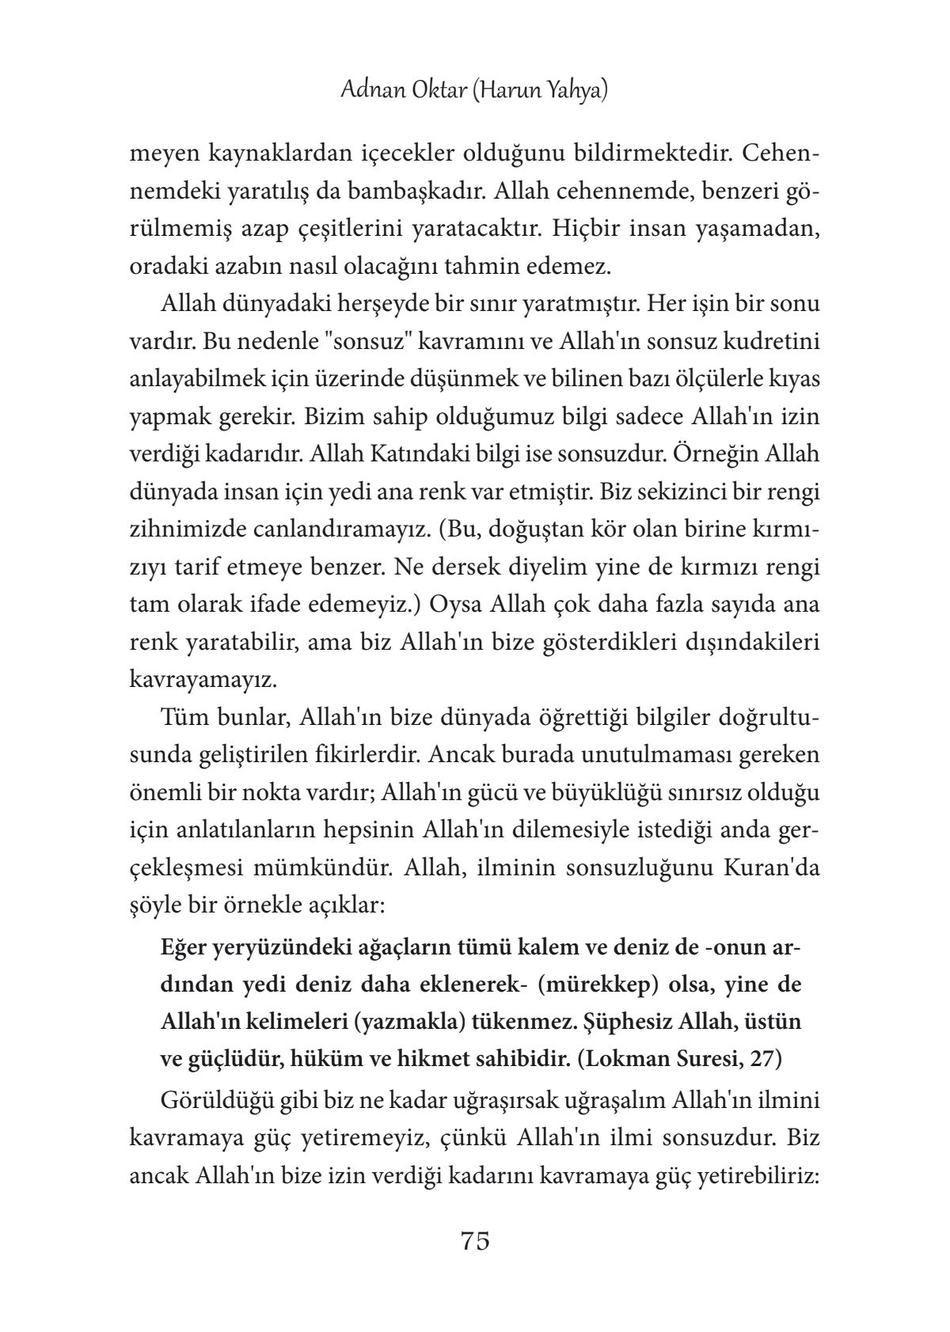 Adnan Oktar (Harun Yahya)
meyen kaynaklardan içecekler olduğunu bildirmektedir. Cehen-
nemdeki yaratılış da bambaşkadır. Allah cehennemde, benzeri gö-
rülmemiş azap çeşitlerini yaratacaktır. Hiçbir insan yaşamadan,
oradaki azabın nasıl olacağını tahmin edemez.
Allah dünyadaki herşeyde bir sınır yaratmıştır. Her işin bir sonu
vardır. Bu nedenle "sonsuz" kavramını ve Allah'ın sonsuz kudretini
anlayabilmek için üzerinde düşünmek ve bilinen bazı ölçülerle kıyas
yapmak gerekir. Bizim sahip olduğumuz bilgi sadece Allah'ın izin
verdiği kadarıdır. Allah Katındaki bilgi ise sonsuzdur. Örneğin Allah
dünyada insan için yedi ana renk var etmiştir. Biz sekizinci bir rengi
zihnimizde canlandıramayız. (Bu, doğuştan kör olan birine kırmı-
zıyı tarif etmeye benzer. Ne dersek diyelim yine de kırmızı rengi
tam olarak ifade edemeyiz.) Oysa Allah çok daha fazla sayıda ana
renk yaratabilir, ama biz Allah'ın bize gösterdikleri dışındakileri
kavrayamayız.
Tüm bunlar, Allah'ın bize dünyada öğrettiği bilgiler doğrultu-
sunda geliştirilen fikirlerdir. Ancak burada unutulmaması gereken
önemli bir nokta vardır; Allah'ın gücü ve büyüklüğü sınırsız olduğu
için anlatılanların hepsinin Allah'ın dilemesiyle istediği anda ger-
çekleşmesi mümkündür. Allah, ilminin sonsuzluğunu Kuran'da
şöyle bir örnekle açıklar:
Eğer yeryüzündeki ağaçların tümü kalem ve deniz de -onun ar-
dından yedi deniz daha eklenerek- (mürekkep) olsa, yine de
Allah'ın kelimeleri (yazmakla) tükenmez. Şüphesiz Allah, üstün
ve güçlüdür, hüküm ve hikmet sahibidir. (Lokman Suresi, 27)
Görüldüğü gibi biz ne kadar uğraşırsak uğraşalım Allah'ın ilmini
kavramaya güç yetiremeyiz, çünkü Allah'ın ilmi sonsuzdur. Biz
ancak Allah'ın bize izin verdiği kadarını kavramaya güç yetirebiliriz:
75